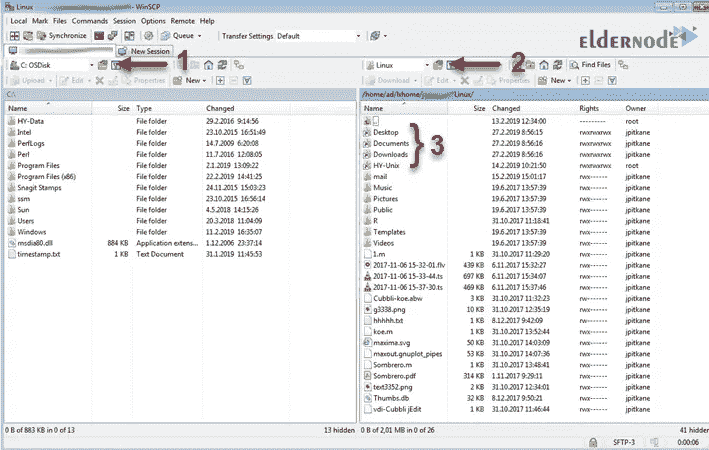 Linux - WinSCP
Local Mark Files Commands Session Options Remote Help
Synchronize Queue Transfer Settings Default
New Session
C: OSDisk
1
Linux
2
Find Files
ELDERNODE
Upload Edit Properties New
Download Edit Properties New
C:\
Name Size Type Changed
HY-Data File folder 29.2.2016 9:14:56
Intel File folder 23.10.2015 16:51:49
PerfLogs File folder 14.7.2009 6:20:08
Perl File folder 11.7.2016 12:08:05
Program Files File folder 2.1.2019 13:09:22
Program Files (x86) File folder 22.2.2019 14:41:25
Snagit Stamps File folder 24.11.2015 15:03:23
ssm File folder 23.10.2015 16:56:14
Sun File folder 4.5.2018 14:15:26
Users File folder 20.3.2018 11:04:09
Windows File folder 13.2.2019 16:35:07
msdia80.dll 884 KB Application extens... 1.12.2006 23:37:14
timestamp.txt 1 KB Text Document 31.1.2019 11:45:53
0 B of 883 KB in 0 of 13 13 hidden
/home/ad/lxhome/j Linux/
Name Size Changed Rights Owner
.. 13.2.2019 12:34:00 --------- root
Desktop 27.2.2019 8:56:15 rwxrwxrwx jpitkane
Documents 27.2.2019 8:56:16 rwxrwxrwx jpitkane
Downloads 27.2.2019 8:56:16 rwxrwxrwx jpitkane
3
HY-Unix 14.2.2019 10:21:50 rwxrwxrwx root
mail 15.2.2019 15:01:17 rwx------ jpitkane
Music 19.6.2017 13:57:39 rwx------ jpitkane
Pictures 19.6.2017 13:57:39 rwx------ jpitkane
Public 19.6.2017 13:57:39 rwx------ jpitkane
R 31.10.2017 11:18:41 rwx------ jpitkane
Templates 19.6.2017 13:57:39 rwx------ jpitkane
Videos 19.6.2017 13:57:39 rwx------ jpitkane
1.m 1 KB 31.10.2017 11:29:20 rwx------ jpitkane
2017-11-06 15-32-01.flv 439 KB 6.11.2017 15:32:27 rwx------ jpitkane
2017-11-06 15-33-44.ts 697 KB 6.11.2017 15:34:07 rwx------ jpitkane
2017-11-06 15-37-30.ts 469 KB 6.11.2017 15:37:46 rwx------ jpitkane
Cubbli-koe.abw 3 KB 31.10.2017 11:32:23 rwx------ jpitkane
g3338.png 10 KB 31.10.2017 12:35:19 rwx------ jpitkane
hhhhh.txt 1 KB 8.12.2017 9:42:09 rwx------ jpitkane
koe.m 1 KB 31.10.2017 13:52:44 rwx------ jpitkane
maxima.svg 50 KB 31.10.2017 14:03:09 rwx------ jpitkane
maxout.gnuplot_pipes 53 KB 31.10.2017 14:07:36 rwx------ jpitkane
Sombrero.m 1 KB 31.10.2017 13:48:41 rwx------ jpitkane
Sombrero.pdf 314 KB 1.11.2017 9:29:11 rwx------ jpitkane
text3352.png 2 KB 31.10.2017 12:34:01 rwx------ jpitkane
Thumbs.db 32 KB 8.12.2017 9:50:21 rwx------ jpitkane
vdi-Cubbli jEdit 1 KB 31.10.2017 11:46:44 rwx------ jpitkane
0 B of 2,01 MB in 0 of 26 41 hidden
SFTP-3 0:00:06